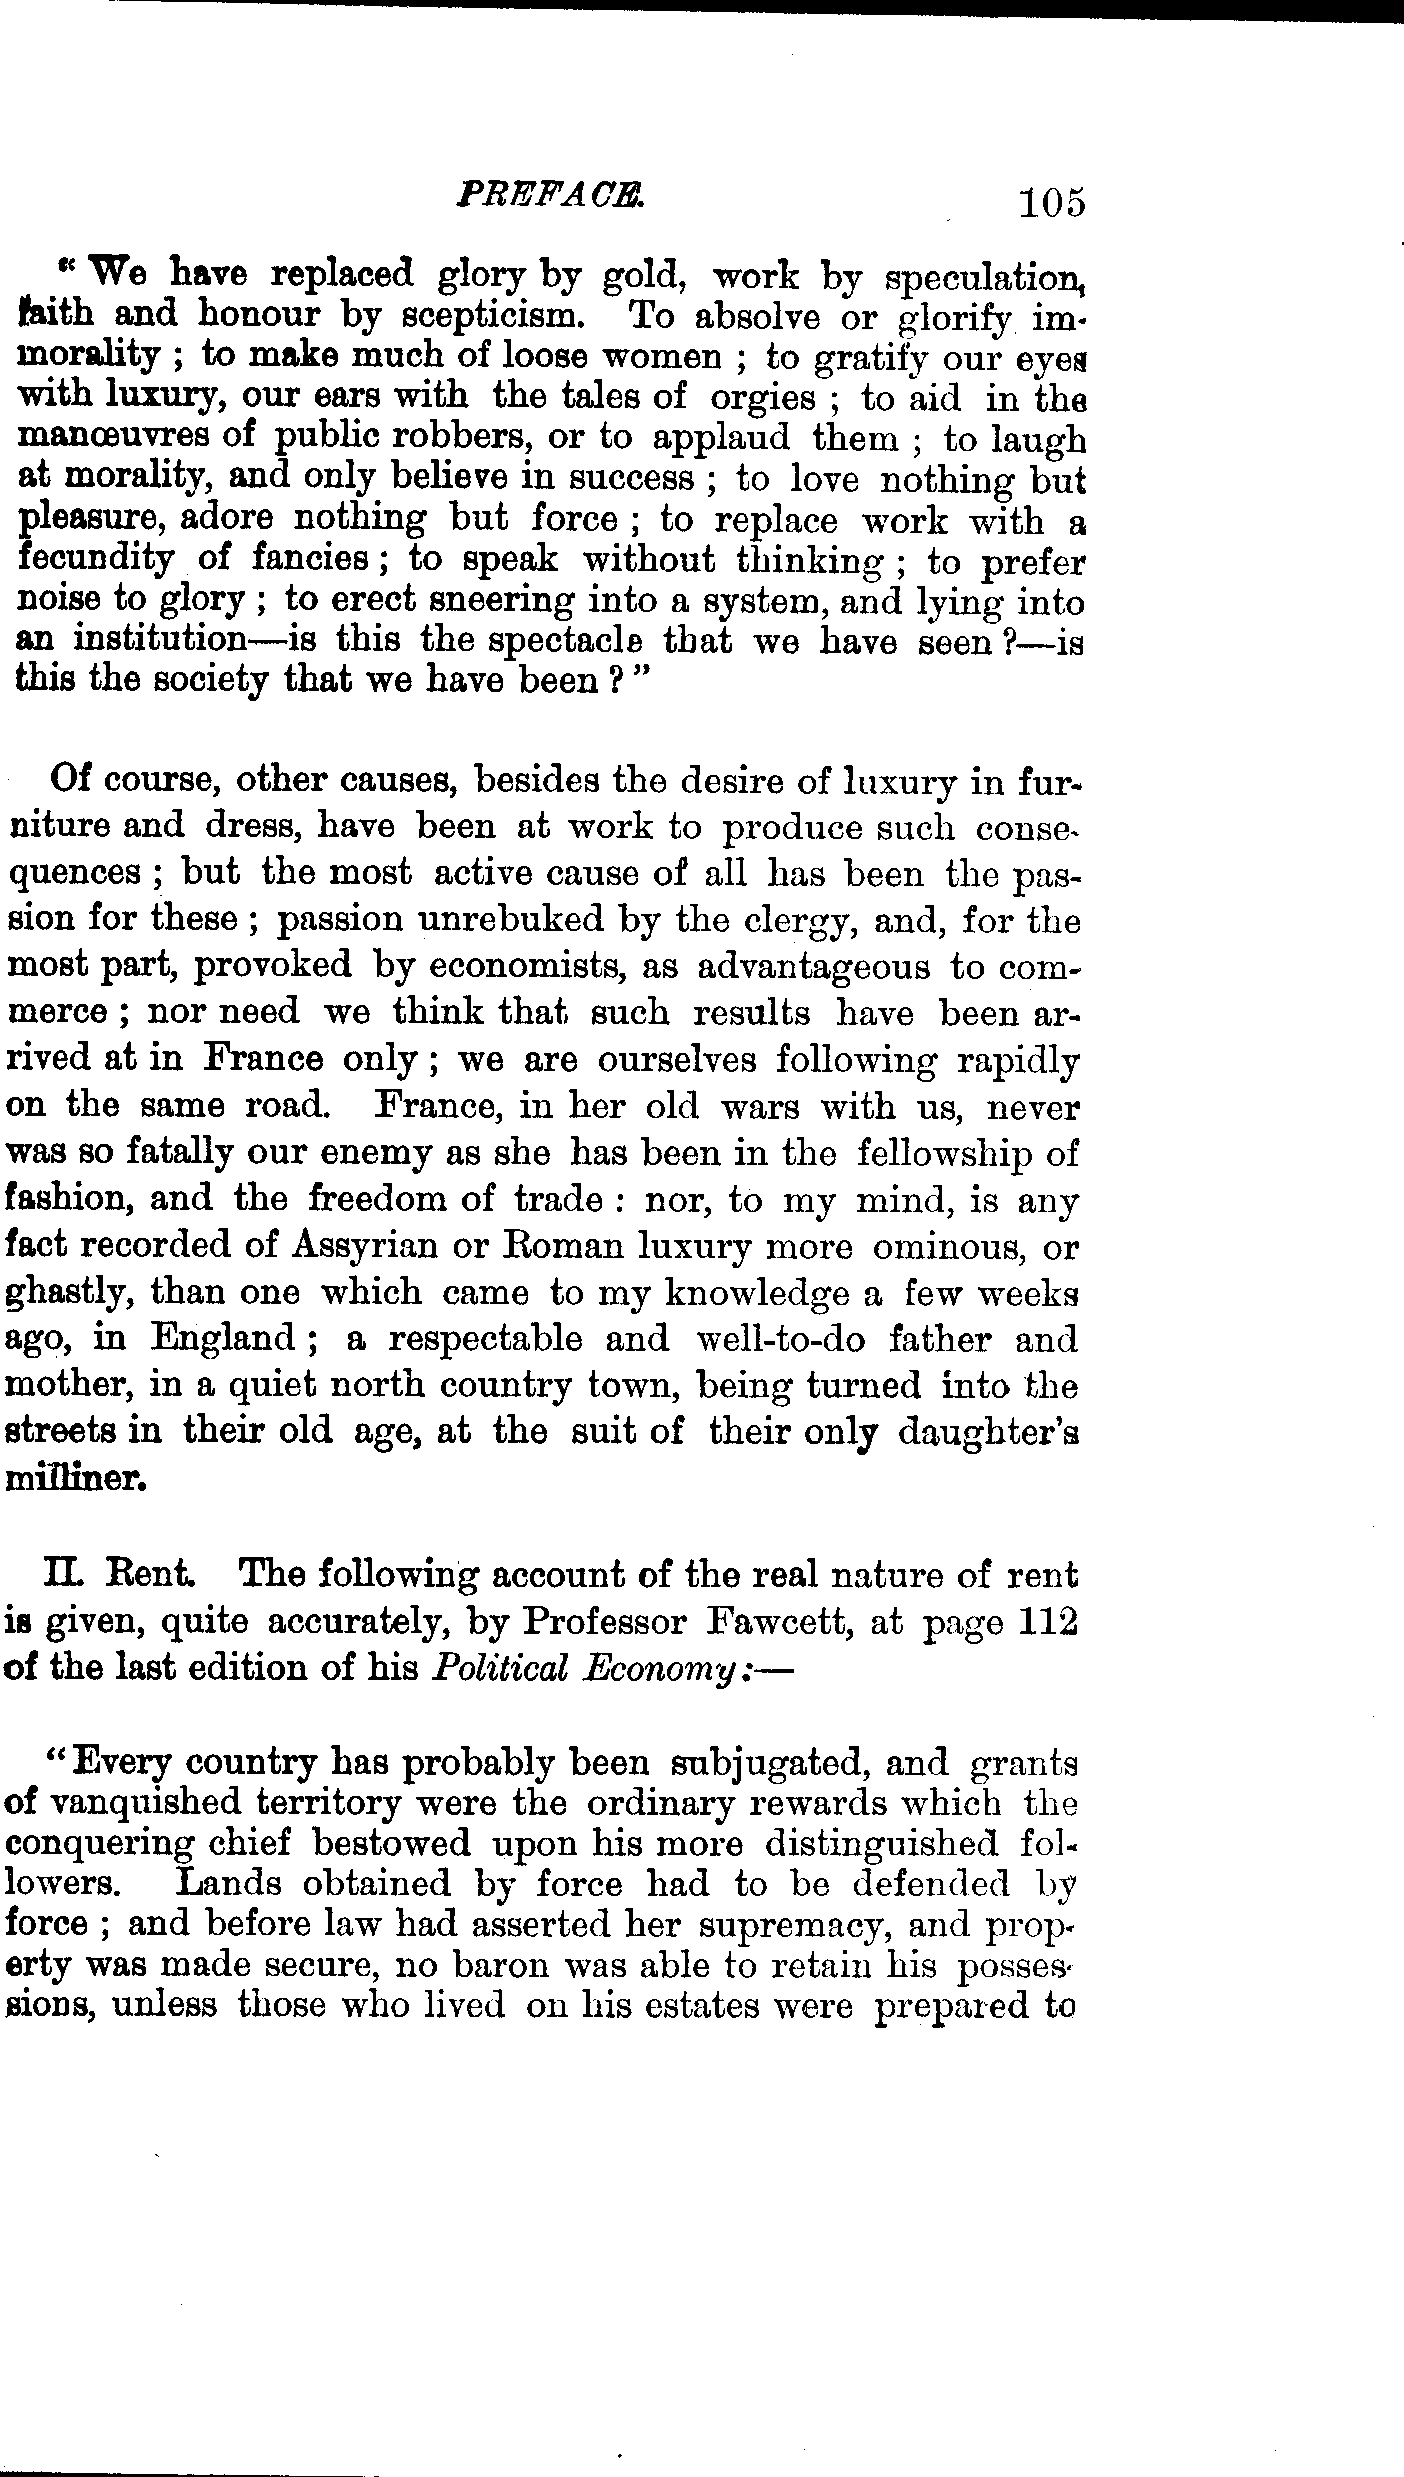 PREFACE. 105
“ We have replaced glory by gold, work by speculation,
faith and honour by scepticism. To absolve or glorify im-
morality ; to make much of loose women ; to gratify our eyes
with luxury, our ears with the tales of orgies ; to aid in the
manœuvres of public robbers, or to applaud them ; to laugh
at morality, and only believe in success ; to love nothing but
pleasure, adore nothing but force ; to replace work with a
fecundity of fancies ; to speak without thinking ; to prefer
noise to glory ; to erect sneering into a system, and lying into
an institution—is this the spectacle that we have seen ?—is
this the society that we have been ? ”
Of course, other causes, besides the desire of luxury in fur-
niture and dress, have been at work to produce such conse-
quences ; but the most active cause of all has been the pas-
sion for these ; passion unrebuked by the clergy, and, for the
most part, provoked by economists, as advantageous to com-
merce ; nor need we think that such results have been ar-
rived at in France only ; we are ourselves following rapidly
on the same road. France, in her old wars with us, never
was so fatally our enemy as she has been in the fellowship of
fashion, and the freedom of trade : nor, to my mind, is any
fact recorded of Assyrian or Roman luxury more ominous, or
ghastly, than one which came to my knowledge a few weeks
ago, in England ; a respectable and well-to-do father and
mother, in a quiet north country town, being turned into the
streets in their old age, at the suit of their only daughter's
milliner.
II. Rent. The following account of the real nature of rent
is given, quite accurately, by Professor Fawcett, at page 112
of the last edition of his Political Economy:—
“Every country has probably been subjugated, and grants
of vanquished territory were the ordinary rewards which the
conquering chief bestowed upon his more distinguished fol-
lowers. Lands obtained by force had to be defended by
force ; and before law had asserted her supremacy, and prop-
erty was made secure, no baron was able to retain his posses-
sions, unless those who lived on his estates were prepared to